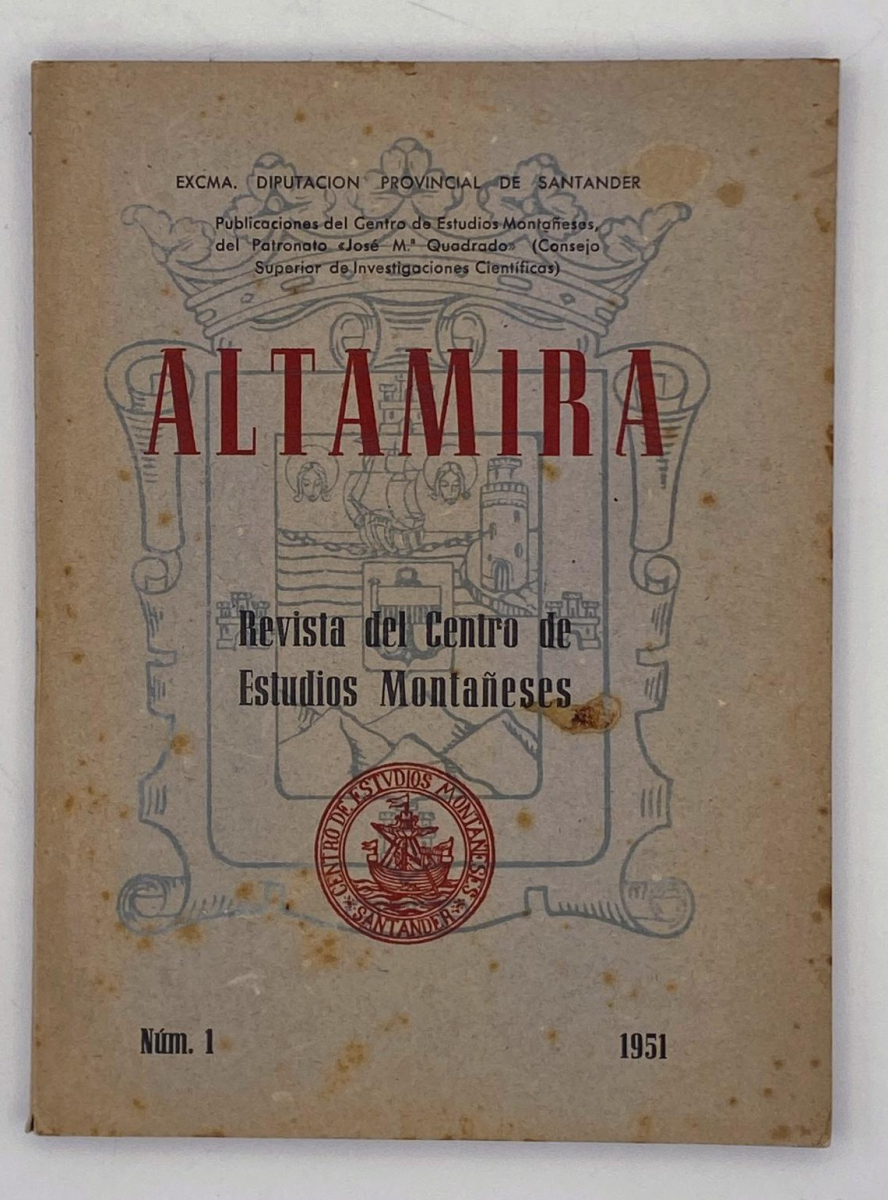 EXCMA. DIPUTACION PROVINCIAL DE SANTANDER
Publicaciones del Centro de Estudios Montañeses,
del Patronato «José M.ª Quadrado» (Consejo
Superior de Investigaciones Científicas)
ALTAMIRA
Revista del Centro de
Estudios Montañeses
CENTRO DE ESTVDIOS MONTAÑESES
SANTANDER
Núm. 1
1951